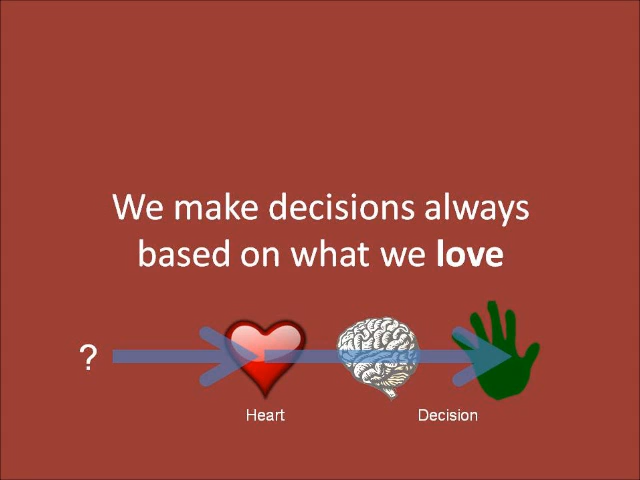 We make decisions always
based on what we love
?
Heart
Decision